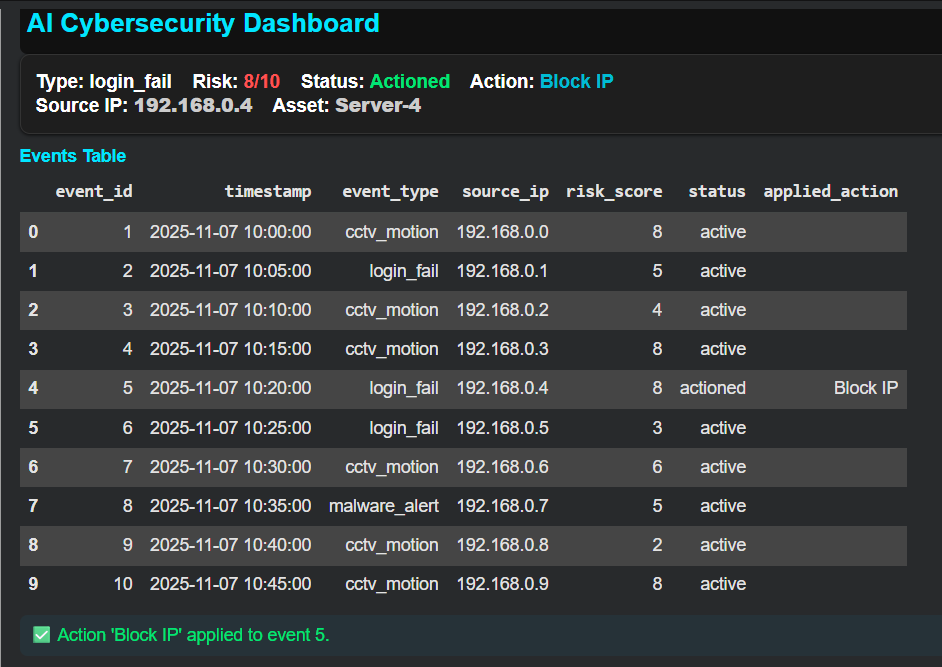 AI Cybersecurity Dashboard
Type: login_fail Risk: 8/10 Status: Actioned Action: Block IP
Source IP: 192.168.0.4 Asset: Server-4
Events Table
event_id timestamp event_type source_ip risk_score status applied_action
0 1 2025-11-07 10:00:00 cctv_motion 192.168.0.0 8 active
1 2 2025-11-07 10:05:00 login_fail 192.168.0.1 5 active
2 3 2025-11-07 10:10:00 cctv_motion 192.168.0.2 4 active
3 4 2025-11-07 10:15:00 cctv_motion 192.168.0.3 8 active
4 5 2025-11-07 10:20:00 login_fail 192.168.0.4 8 actioned Block IP
5 6 2025-11-07 10:25:00 login_fail 192.168.0.5 3 active
6 7 2025-11-07 10:30:00 cctv_motion 192.168.0.6 6 active
7 8 2025-11-07 10:35:00 malware_alert 192.168.0.7 5 active
8 9 2025-11-07 10:40:00 cctv_motion 192.168.0.8 2 active
9 10 2025-11-07 10:45:00 cctv_motion 192.168.0.9 8 active
✅ Action 'Block IP' applied to event 5.